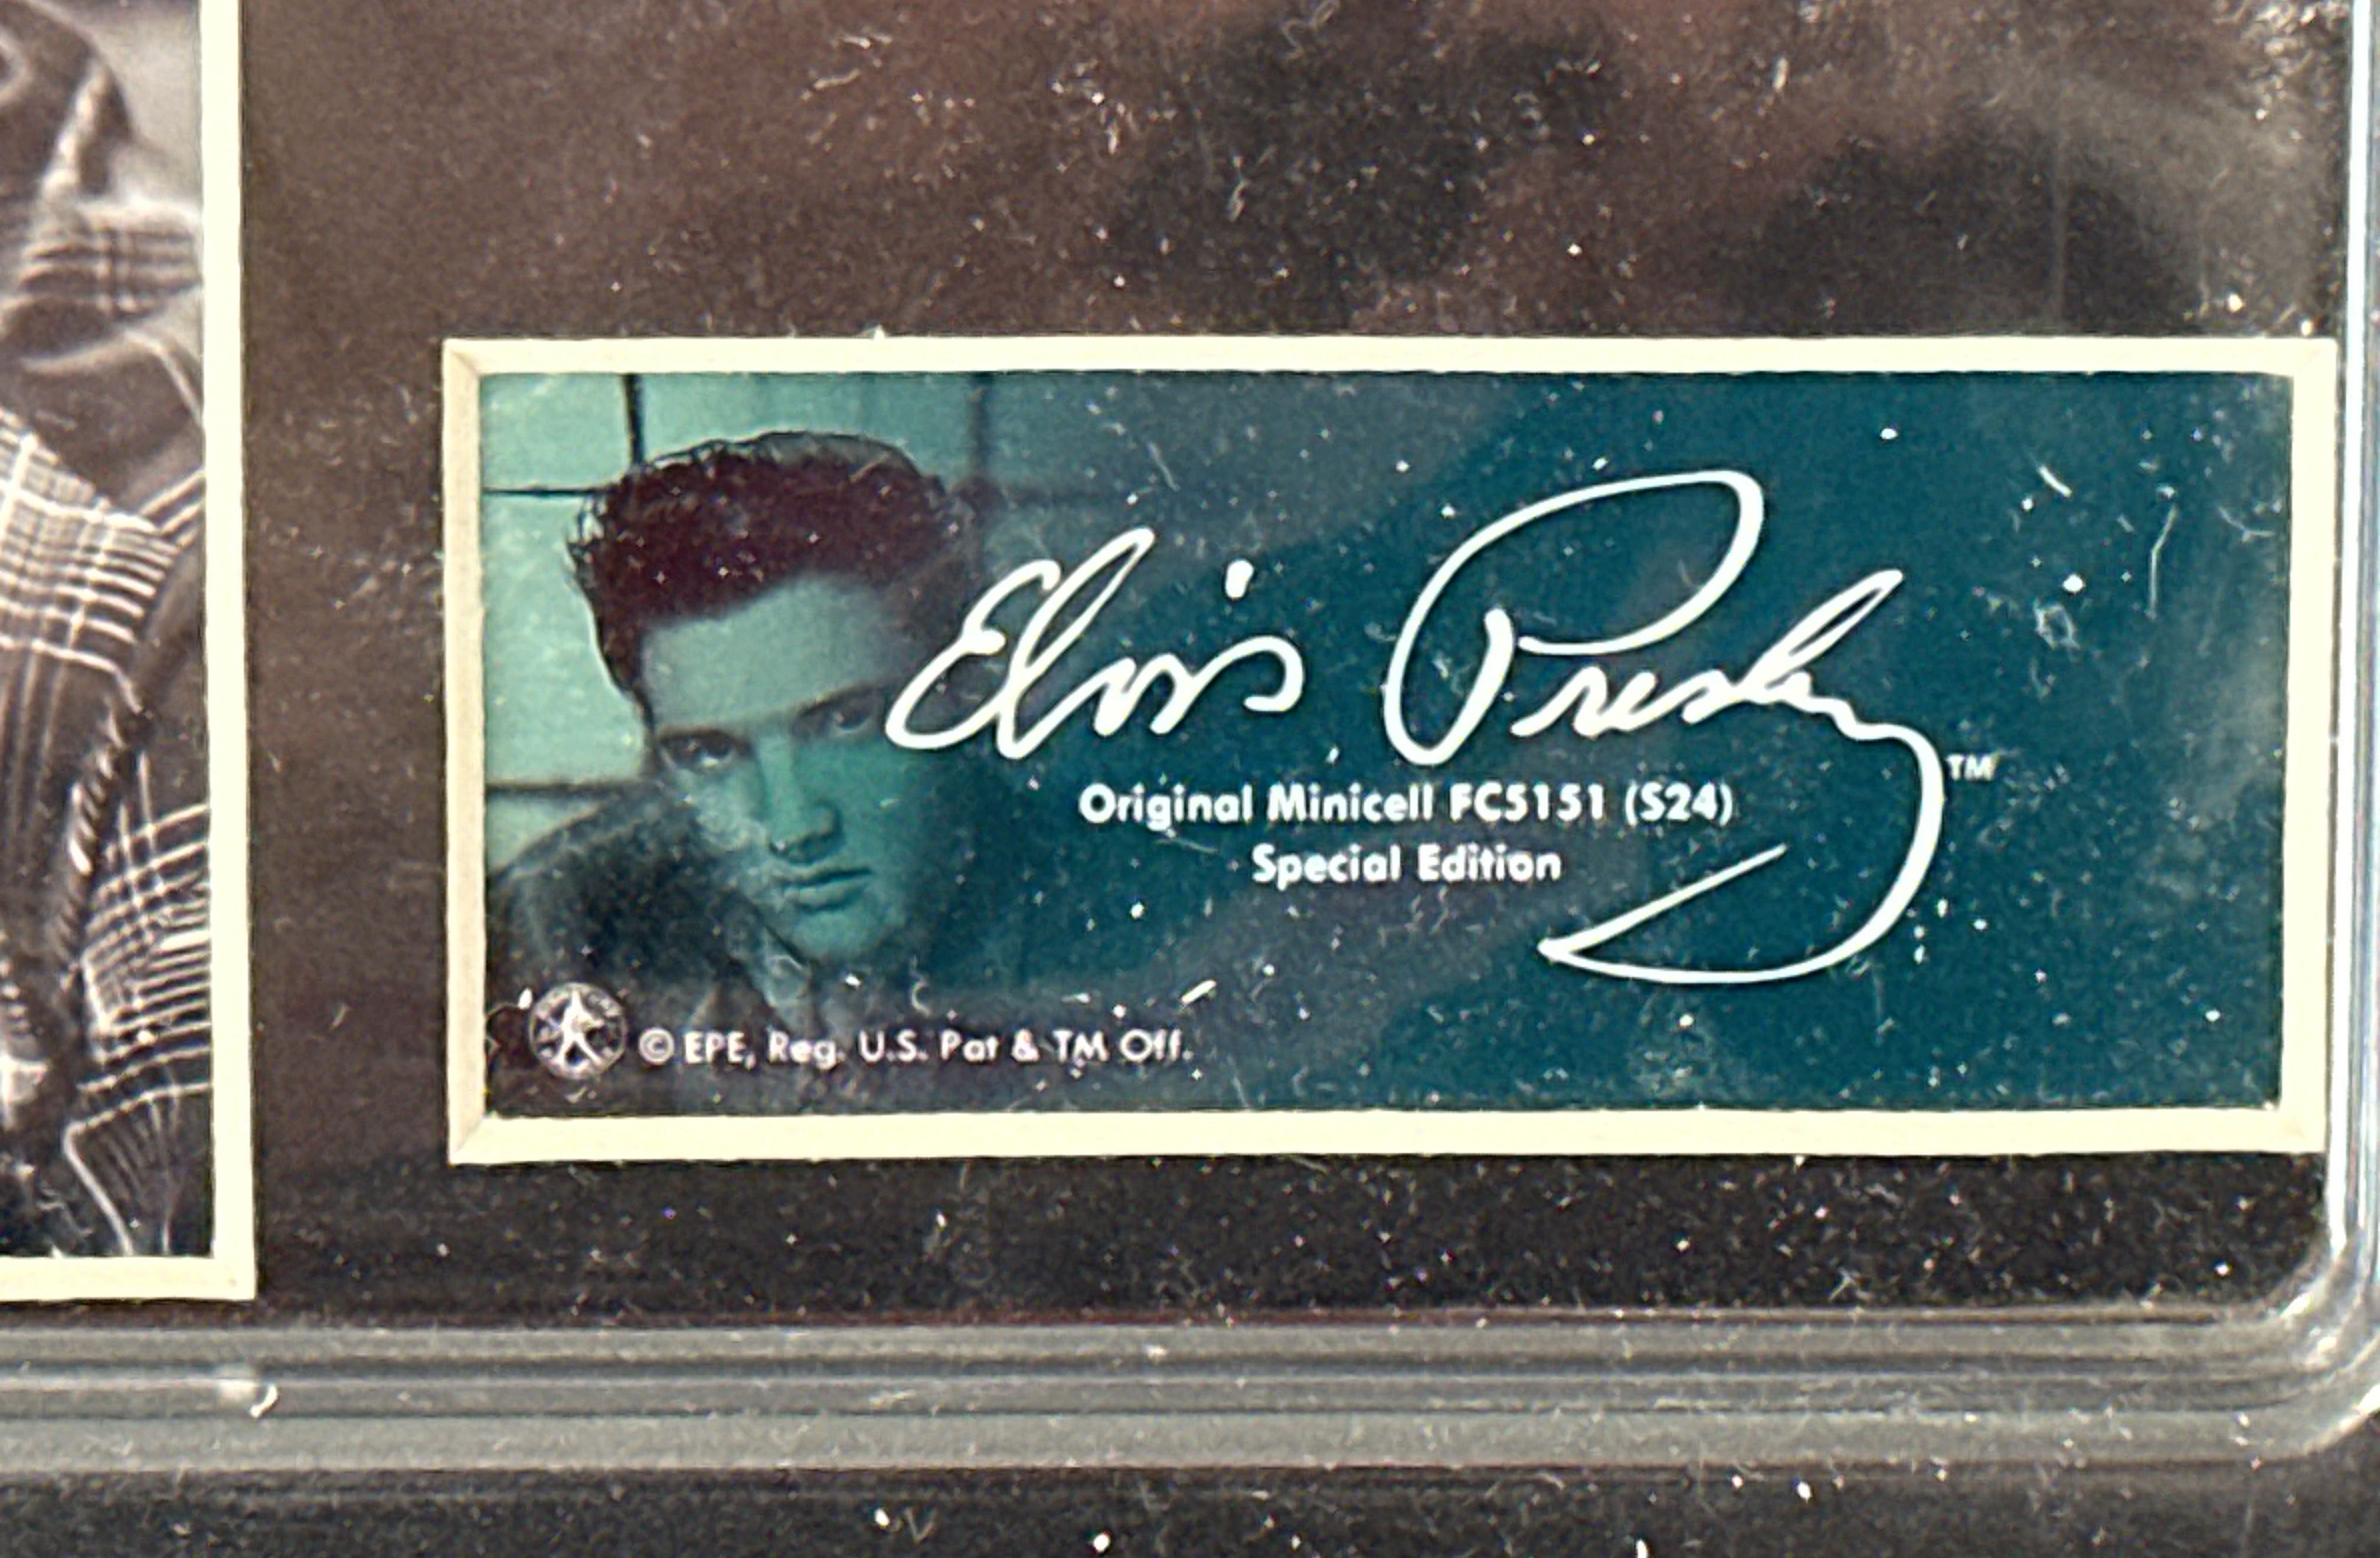 Elvis Presley ™
Original Minicell FC5151 (S24)
Special Edition
© EPE, Reg. U.S. Pat & TM Off.